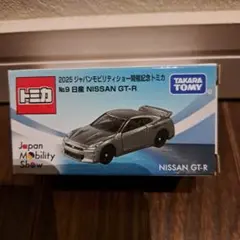 トミカ
2025 ジャパンモビリティショー開催記念トミカ
№9 日産 NISSAN GT-R
TAKARA
TOMY
Japan
Mobility
Show
NISSAN GT-R